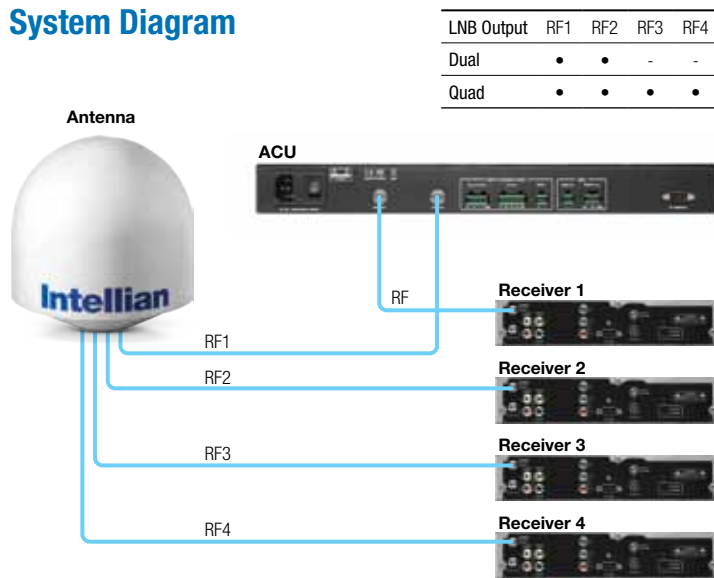 System Diagram
LNB Output RF1 RF2 RF3 RF4
Dual • • - -
Quad • • • •
Antenna
ACU
Intellian
RF
Receiver 1
RF1
Receiver 2
RF2
Receiver 3
RF3
Receiver 4
RF4